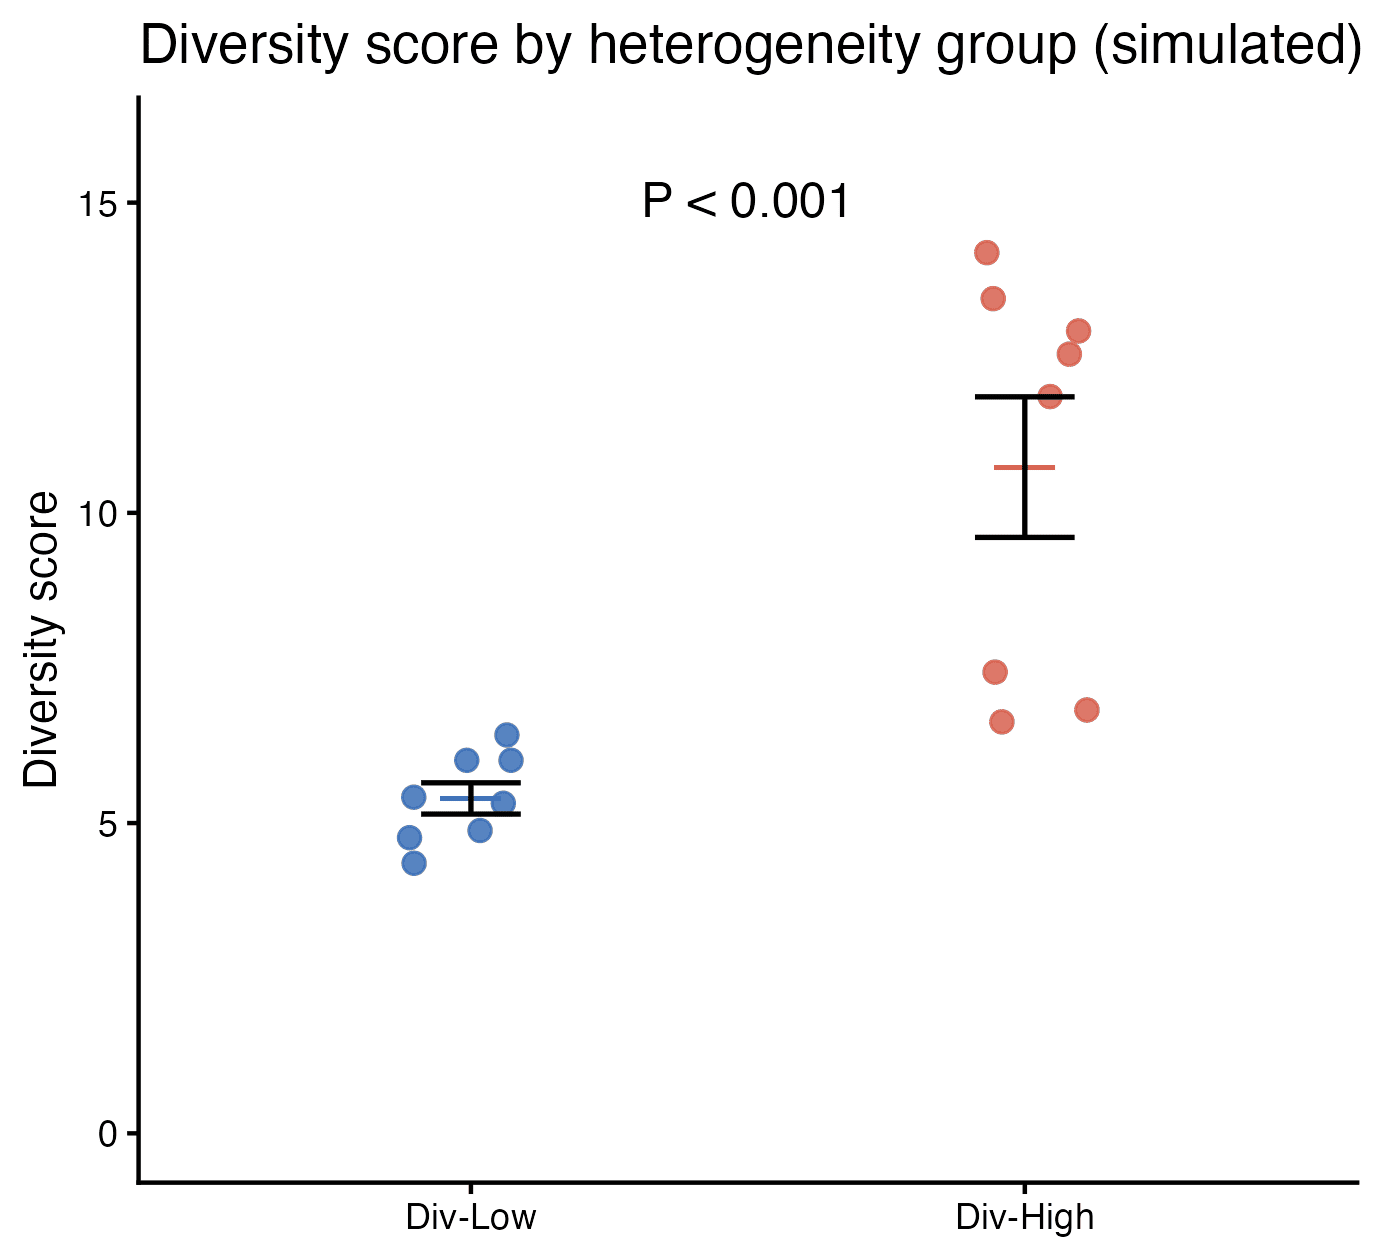 Diversity score by heterogeneity group (simulated)
P < 0.001
15
10
5
0
Diversity score
Div-Low
Div-High